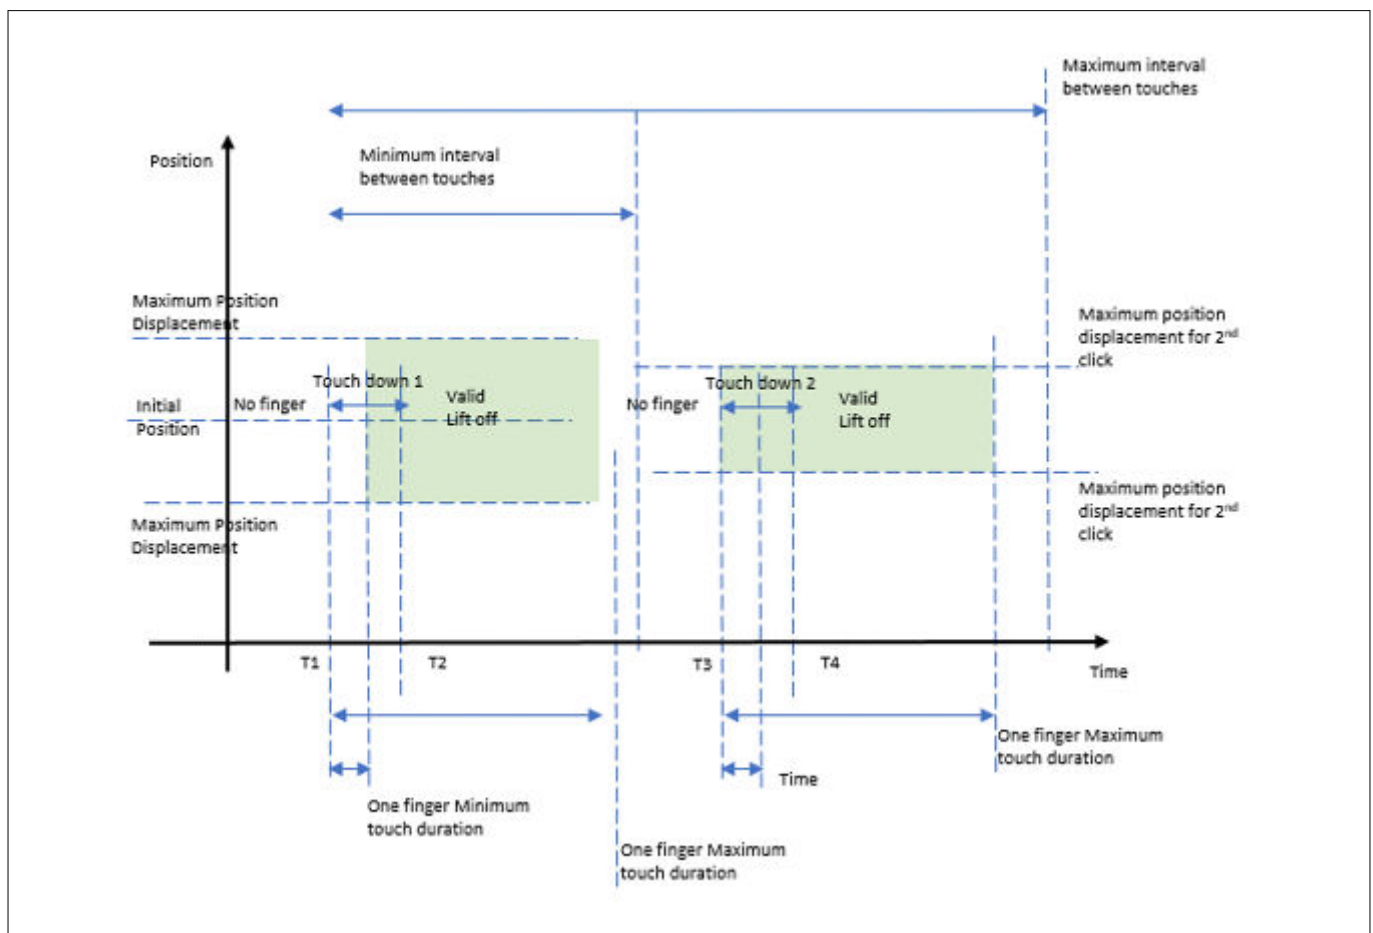 Maximum interval
between touches
Position
Minimum interval
between touches
Maximum Position
Displacement
Maximum position
displacement for 2nd
click
Touch down 1
Touch down 2
Initial
Position
No finger
Valid
Lift off
No finger
Valid
Lift off
Maximum Position
Displacement
Maximum position
displacement for 2nd
click
T1
T2
T3
T4
Time
One finger Maximum
touch duration
Time
One finger Minimum
touch duration
One finger Maximum
touch duration